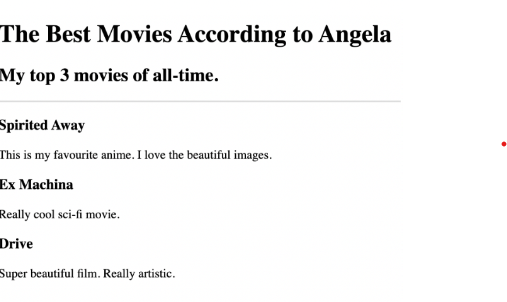 The Best Movies According to Angela
My top 3 movies of all-time.
Spirited Away
This is my favourite anime. I love the beautiful images.
Ex Machina
Really cool sci-fi movie.
Drive
Super beautiful film. Really artistic.